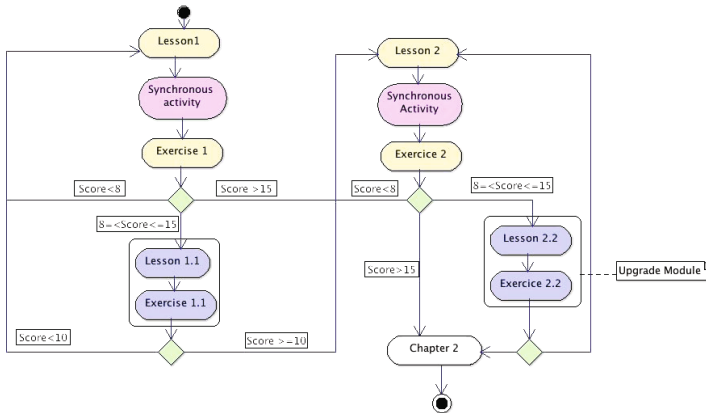 Lesson1
Lesson 2
Synchronous
activity
Synchronous
Activity
Exercise 1
Exercice 2
Score<8
Score >15
Score<8
8=<Score<=15
8=<Score<=15
Lesson 1.1
Lesson 2.2
Score>15
Upgrade Module
Exercise 1.1
Exercice 2.2
Score<10
Score >=10
Chapter 2